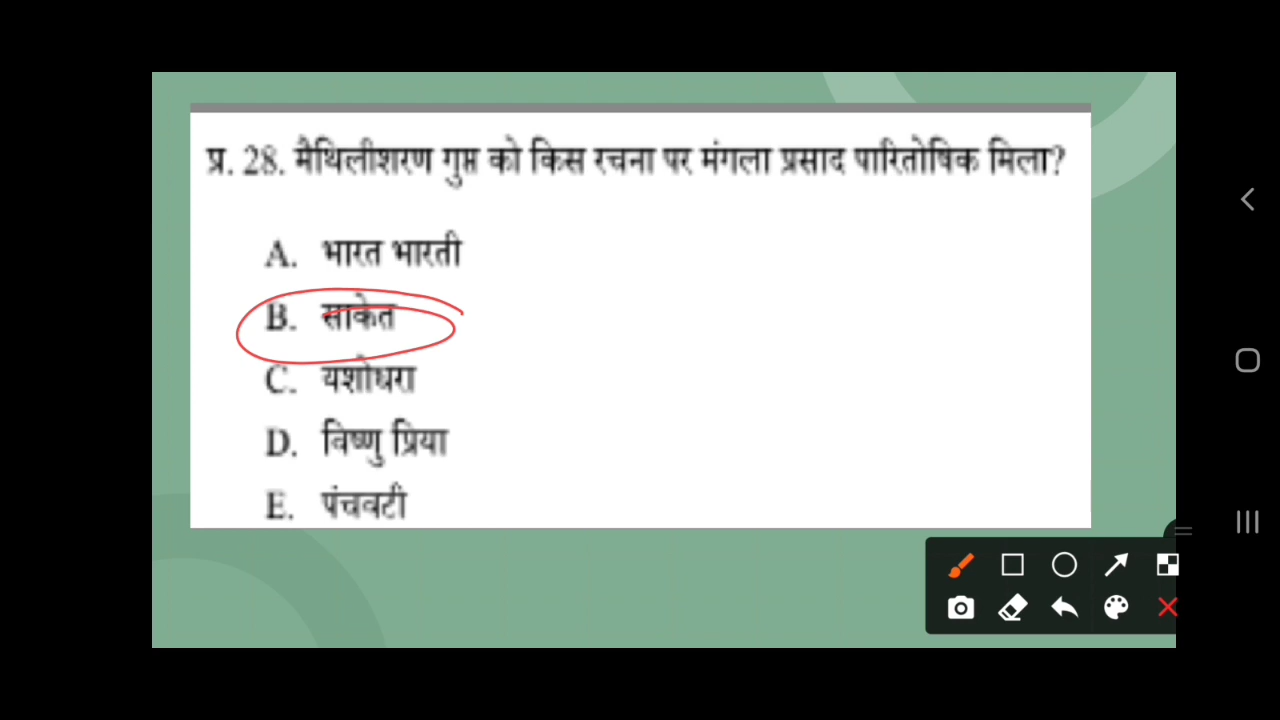 प्र. 28. मैथिलीशरण गुप्त को किस रचना पर मंगला प्रसाद पारितोषिक मिला?
A. भारत भारती
B. साकेत
C. यशोधरा
D. विष्णु प्रिया
E. पंचवटी